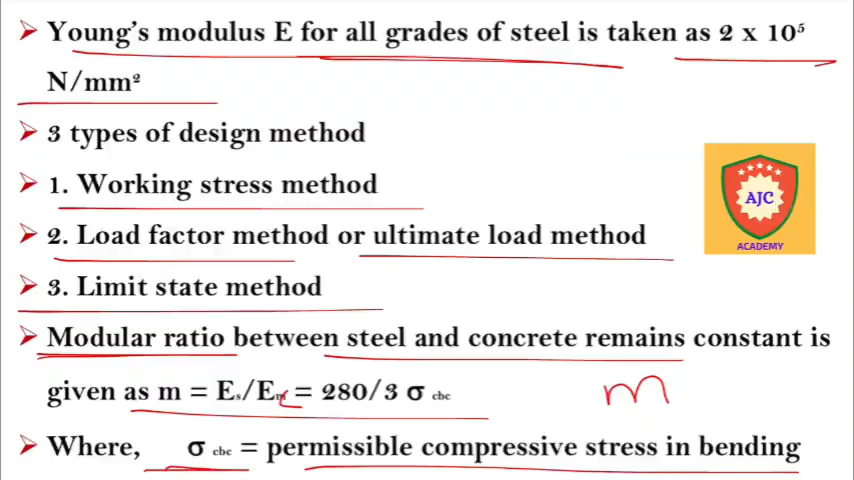 ➢ Young's modulus E for all grades of steel is taken as 2 x 10⁵
N/mm²
➢ 3 types of design method
➢ 1. Working stress method
➢ 2. Load factor method or ultimate load method
➢ 3. Limit state method
➢ Modular ratio between steel and concrete remains constant is
given as m = Es/Ec = 280/3 σ cbc
m
➢ Where, σ cbc = permissible compressive stress in bending
AJC
ACADEMY